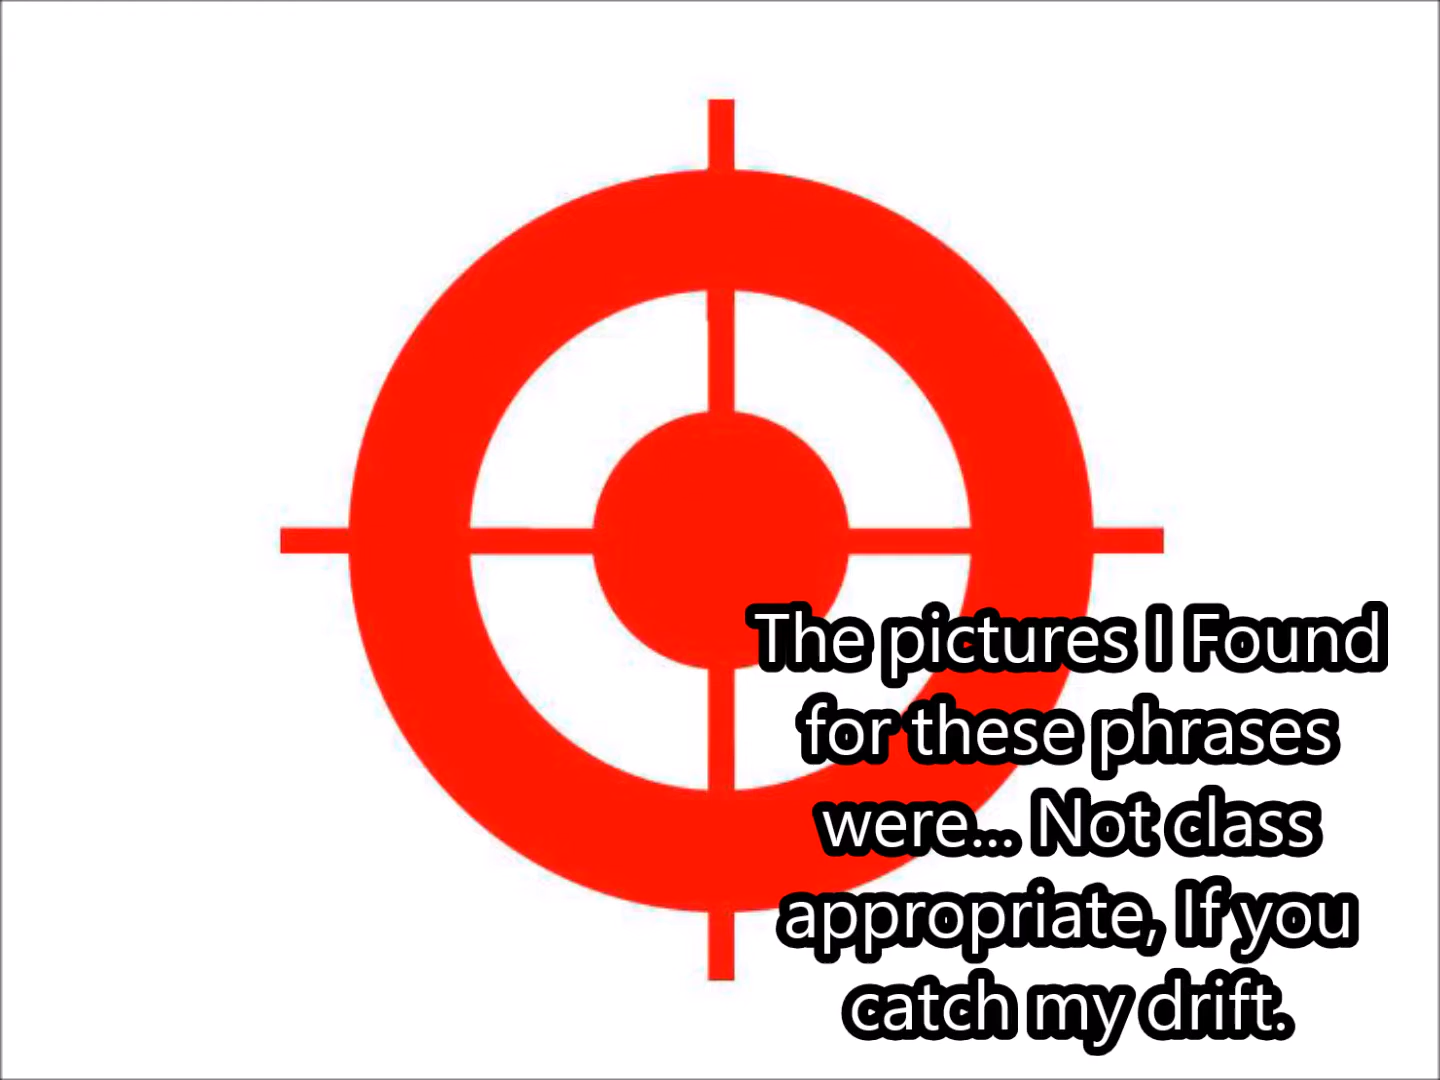 The pictures I Found
for these phrases
were... Not class
appropriate, If you
catch my drift.